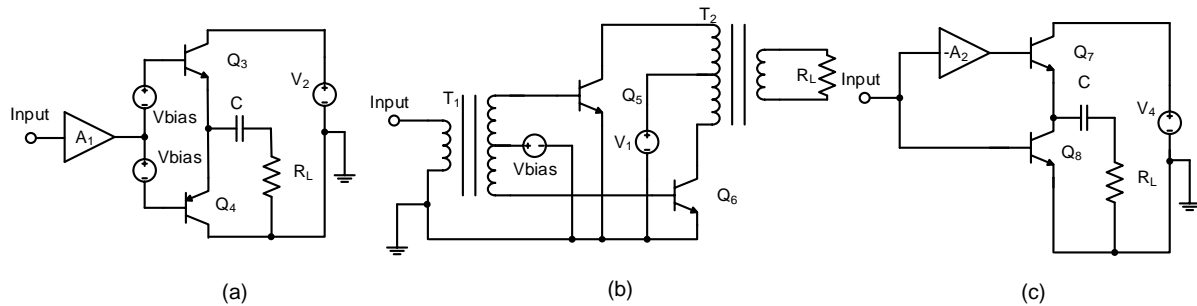 Input
A1
Vbias
Vbias
Q3
Q4
C
RL
V2
(a)
Input
T1
Vbias
Q5
V1
Q6
T2
RL
(b)
Input
-A2
Q7
Q8
C
RL
V4
(c)